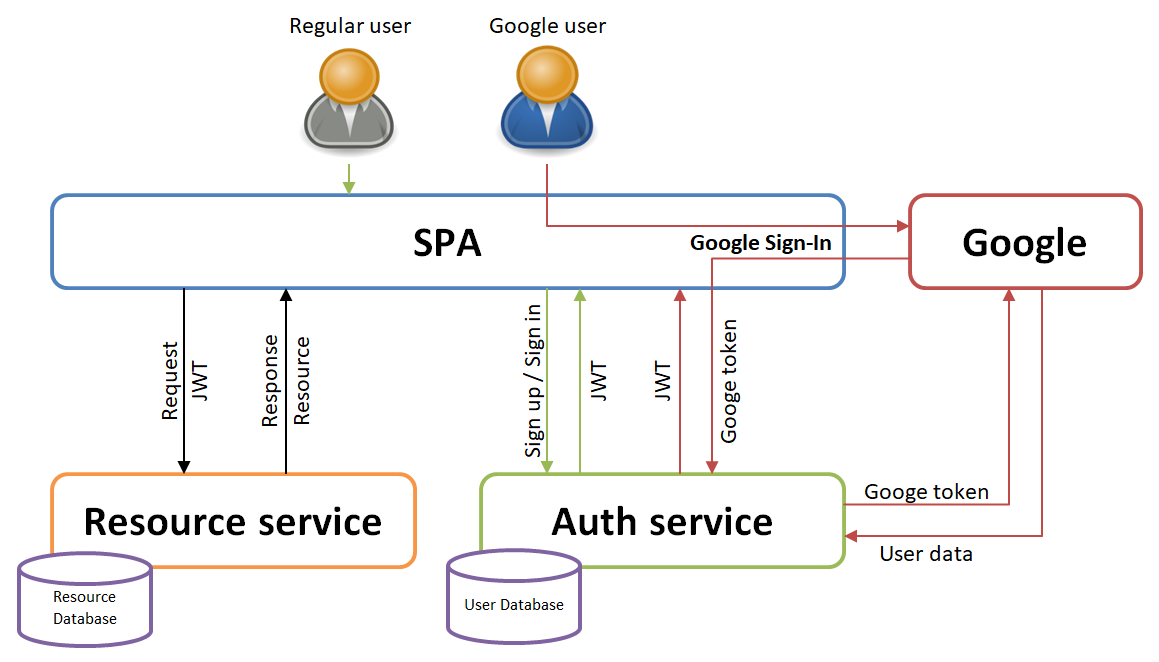 Regular user
Google user
SPA
Google Sign-In
Google
Request
JWT
Response
Resource
Sign up / Sign in
JWT
JWT
Googe token
Googe token
User data
Resource service
Auth service
Resource
Database
User Database